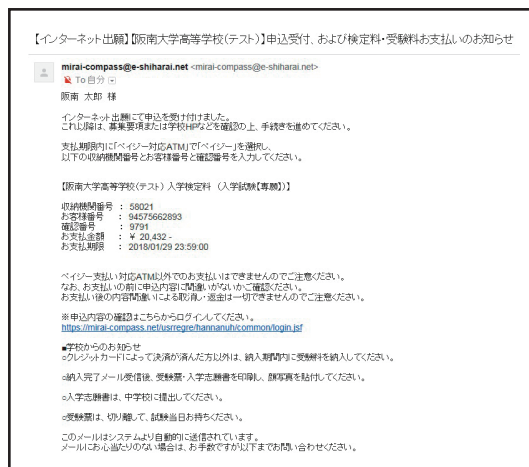 【インターネット出願】【阪南大学高等学校(テスト)】申込受付、および検定料・受験料お支払いのお知らせ
mirai-compass@e-shiharai.net <mirai-compass@e-shiharai.net>
To 自分
阪南 太郎 様
インターネット出願にて申込を受け付けました。
これ以降は、募集要項または学校HPなどを確認の上、手続きを進めてください。
支払期限内に「ペイジー対応ATM」で「ペイジー」を選択し、
以下の収納機関番号とお客様番号と確認番号を入力してください。
【阪南大学高等学校(テスト) 入学検定料 (入学試験【専願】)】
収納機関番号 : 58021
お客様番号 : 94575662893
確認番号 : 9791
お支払金額 : ¥ 20,432 -
お支払期限 : 2018/01/29 23:59:00
ペイジー支払い対応ATM以外でのお支払いはできませんのでご注意ください。
なお、お支払いの前に申込内容に間違いがないかご確認ください。
お支払い後の内容間違いによる取消し・返金は一切できませんのでご注意ください。
※申込内容の確認はこちらからログインしてください。
https://mirai-compass.net/usrregre/hannanuh/common/login.jsf
■学校からのお知らせ
○クレジットカードによって決済が済んだ方以外は、納入期間内に受験料を納入してください。
○納入完了メール受信後、受験票・入学志願書を印刷し、顔写真を貼付してください。
○入学志願書は、中学校に提出してください。
○受験票は、切り離して、試験当日お持ちください。
このメールはシステムより自動的に送信されています。
メールにお心当たりのない場合は、お手数ですが以下までお問い合わせください。